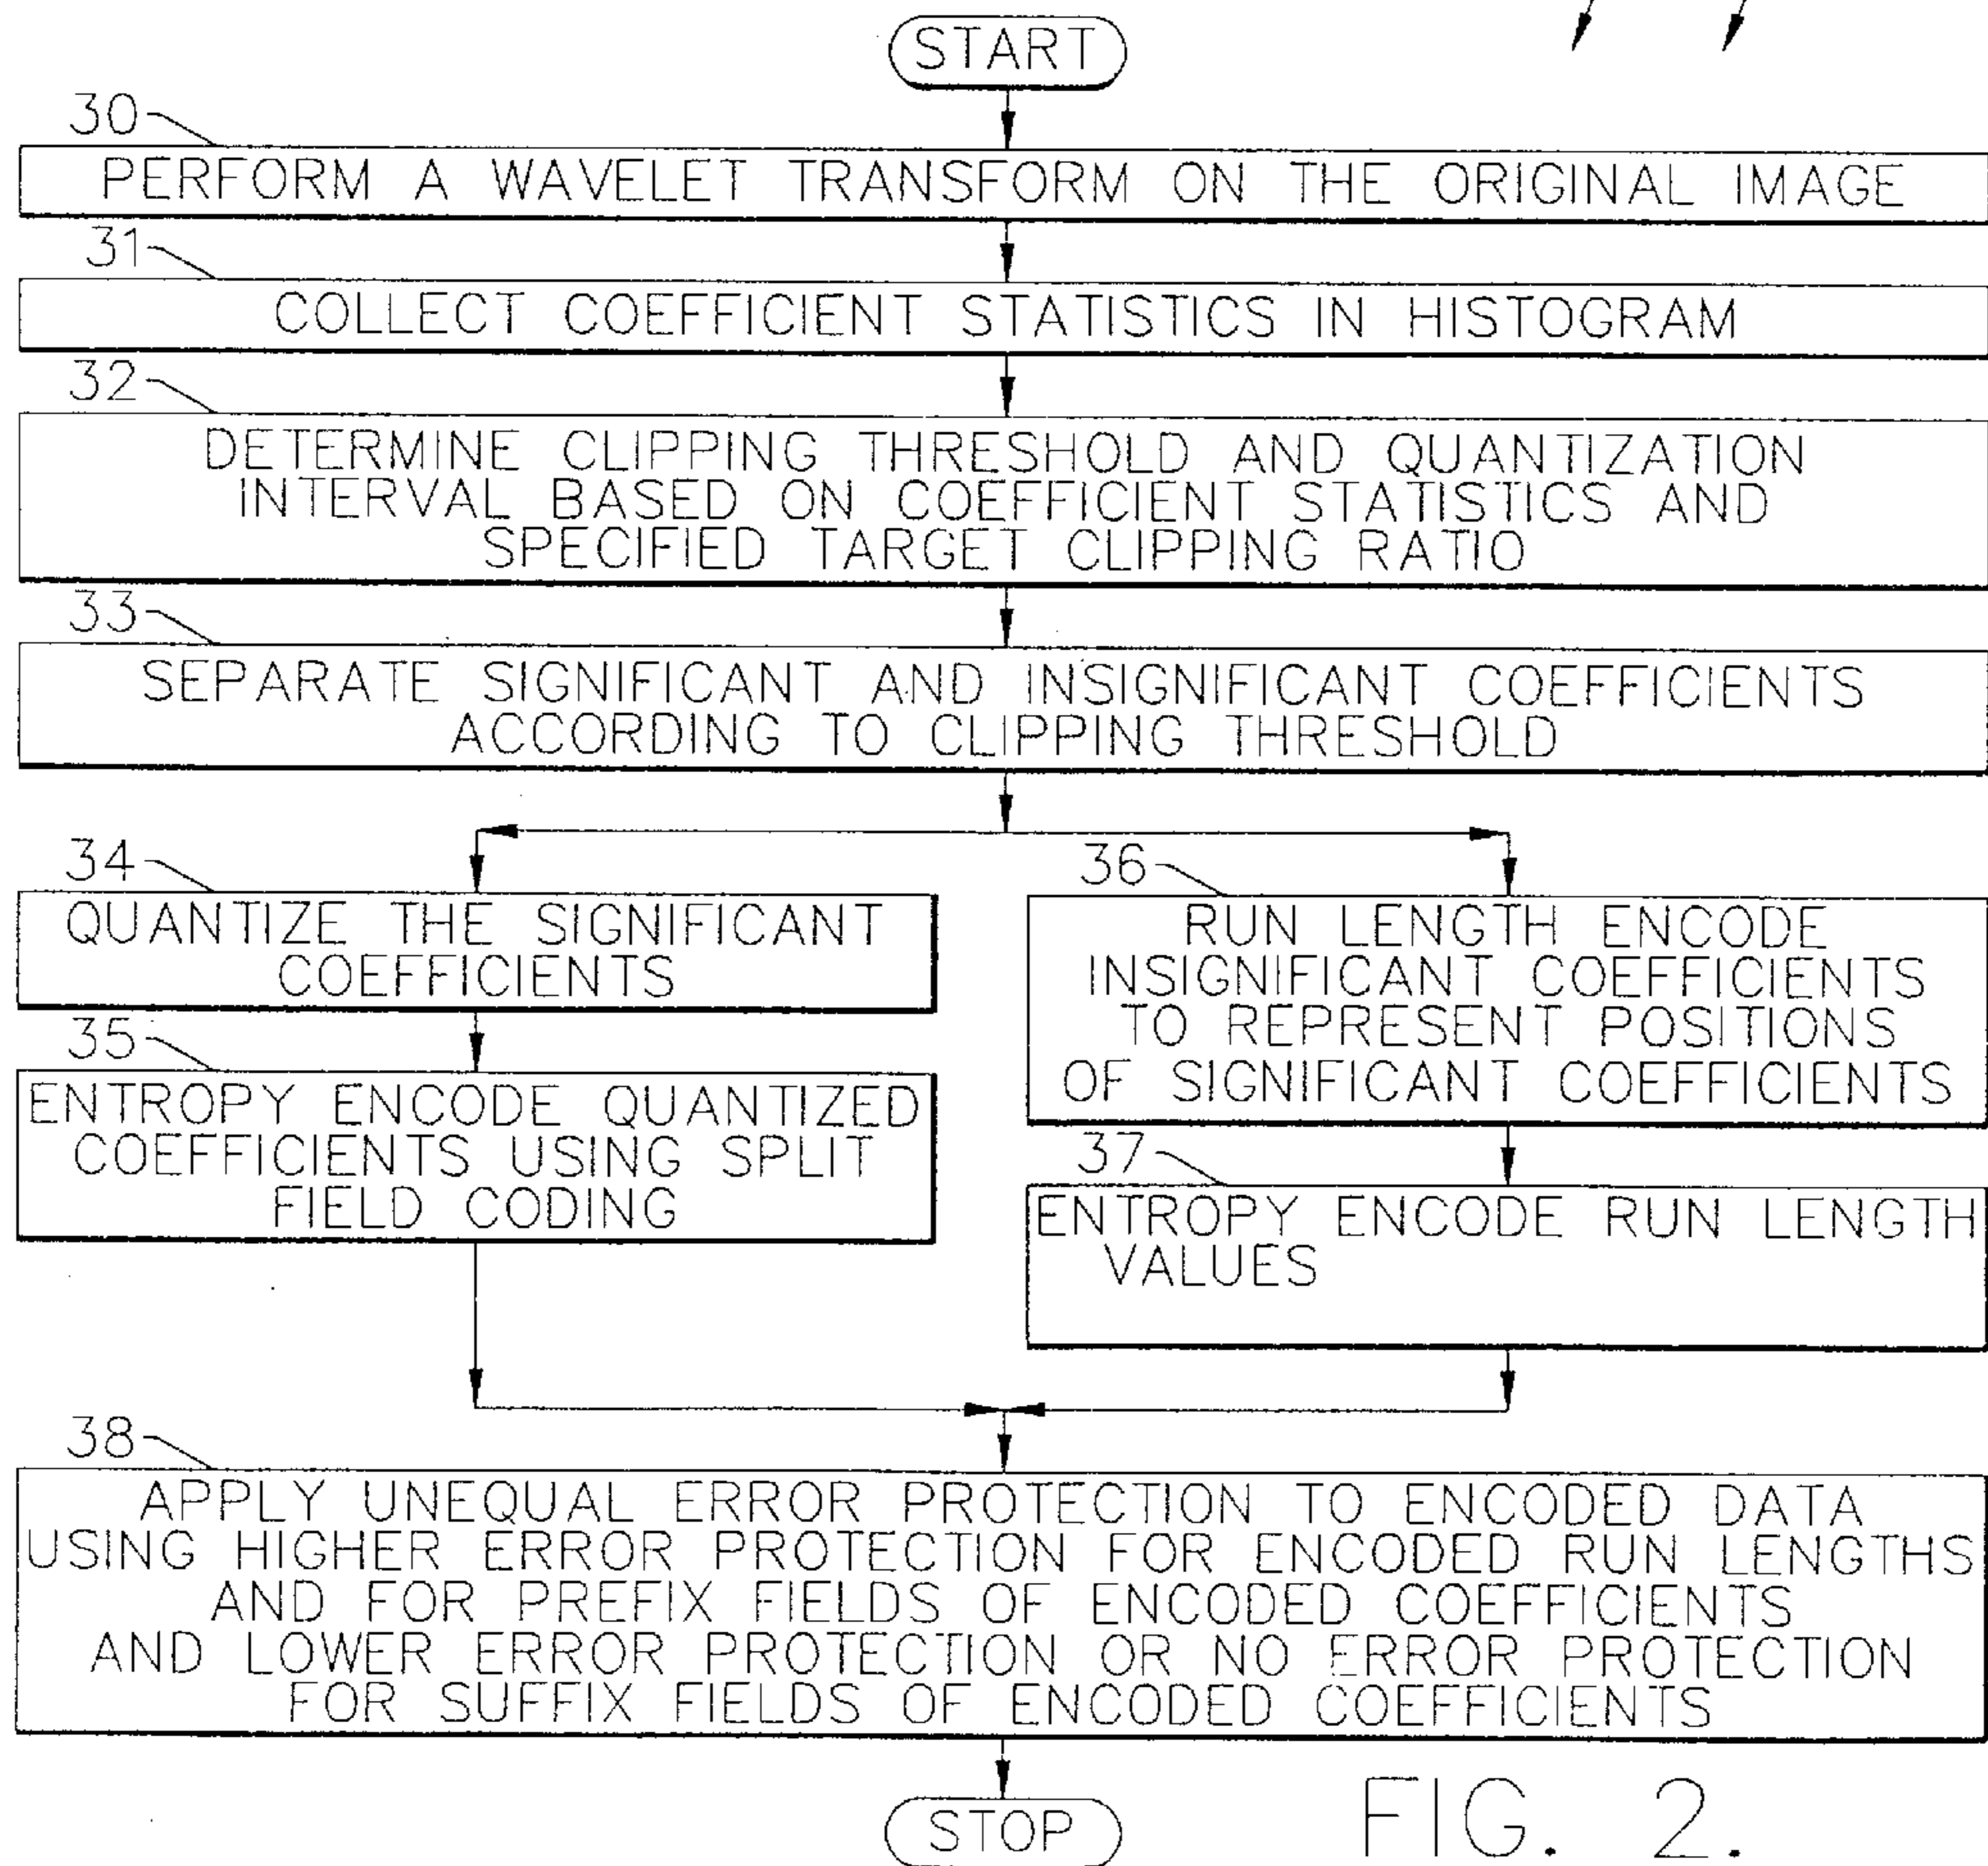 START
30
PERFORM A WAVELET TRANSFORM ON THE ORIGINAL IMAGE
31
COLLECT COEFFICIENT STATISTICS IN HISTOGRAM
32
DETERMINE CLIPPING THRESHOLD AND QUANTIZATION
INTERVAL BASED ON COEFFICIENT STATISTICS AND
SPECIFIED TARGET CLIPPING RATIO
33
SEPARATE SIGNIFICANT AND INSIGNIFICANT COEFFICIENTS
ACCORDING TO CLIPPING THRESHOLD
34
QUANTIZE THE SIGNIFICANT
COEFFICIENTS
35
ENTROPY ENCODE QUANTIZED
COEFFICIENTS USING SPLIT
FIELD CODING
36
RUN LENGTH ENCODE
INSIGNIFICANT COEFFICIENTS
TO REPRESENT POSITIONS
OF SIGNIFICANT COEFFICIENTS
37
ENTROPY ENCODE RUN LENGTH
VALUES
38
APPLY UNEQUAL ERROR PROTECTION TO ENCODED DATA
USING HIGHER ERROR PROTECTION FOR ENCODED RUN LENGTHS
AND FOR PREFIX FIELDS OF ENCODED COEFFICIENTS
AND LOWER ERROR PROTECTION OR NO ERROR PROTECTION
FOR SUFFIX FIELDS OF ENCODED COEFFICIENTS
STOP
FIG. 2.